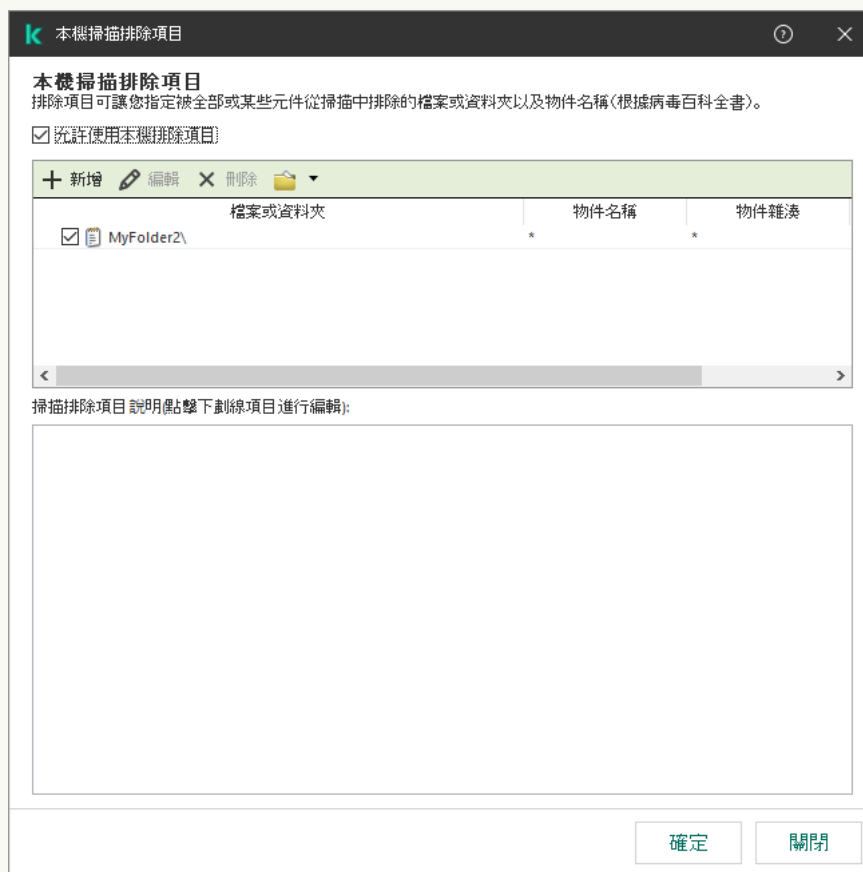 本機掃描排除項目
本機掃描排除項目
排除項目可讓您指定被全部或某些元件從掃描中排除的檔案或資料夾以及物件名稱(根據病毒百科全書)。
允許使用本機排除項目
新增 編輯 刪除
檔案或資料夾 物件名稱 物件雜湊
MyFolder2\ * *
掃描排除項目說明(點擊下劃線項目進行編輯):
確定 關閉